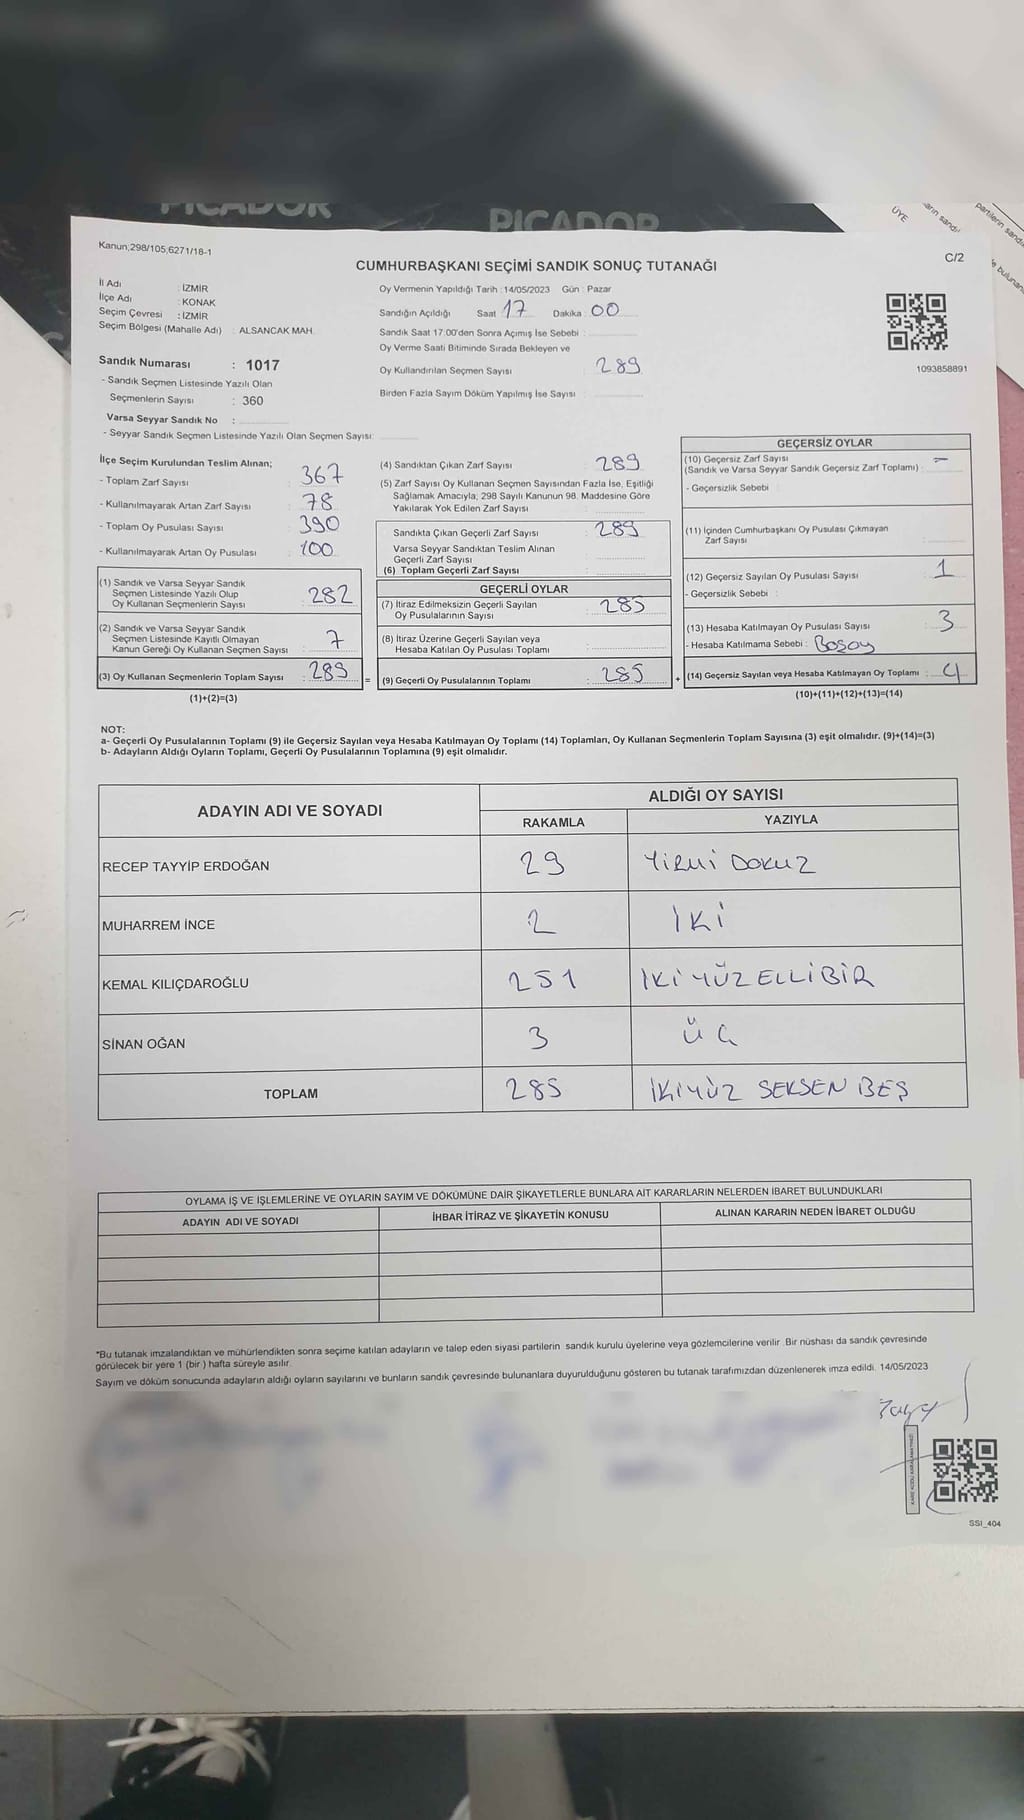 PICADOR
PICADOR
ÜYE
Kanun;298/105,6271/18-1
C/2
CUMHURBAŞKANI SEÇİMİ SANDIK SONUÇ TUTANAĞI
İl Adı : İZMİR
İlçe Adı : KONAK
Seçim Çevresi : İZMİR
Seçim Bölgesi (Mahalle Adı) : ALSANCAK MAH.
Oy Vermenin Yapıldığı Tarih : 14/05/2023 Gün : Pazar
Sandığın Açıldığı Saat 17 Dakika : 00
Sandık Saat 17:00'den Sonra Açımış İse Sebebi :
Oy Verme Saati Bitiminde Sırada Bekleyen ve
Oy Kullandırılan Seçmen Sayısı : 289
Birden Fazla Sayım Döküm Yapılmış İse Sayısı :
1093858891
Sandık Numarası : 1017
- Sandık Seçmen Listesinde Yazılı Olan
Seçmenlerin Sayısı : 360
Varsa Seyyar Sandık No :
- Seyyar Sandık Seçmen Listesinde Yazılı Olan Seçmen Sayısı:
İlçe Seçim Kurulundan Teslim Alınan;
- Toplam Zarf Sayısı : 367
- Kullanılmayarak Artan Zarf Sayısı : 78
- Toplam Oy Pusulası Sayısı : 390
- Kullanılmayarak Artan Oy Pusulası : 100
(1) Sandık ve Varsa Seyyar Sandık
Seçmen Listesinde Yazılı Olup
Oy Kullanan Seçmenlerin Sayısı : 282
(2) Sandık ve Varsa Seyyar Sandık
Seçmen Listesinde Kayıtlı Olmayan
Kanun Gereği Oy Kullanan Seçmen Sayısı : 7
(3) Oy Kullanan Seçmenlerin Toplam Sayısı : 289
(1)+(2)=(3)
=
(4) Sandıktan Çıkan Zarf Sayısı : 289
(5) Zarf Sayısı Oy Kullanan Seçmen Sayısından Fazla İse, Eşitliği
Sağlamak Amacıyla; 298 Sayılı Kanunun 98. Maddesine Göre
Yakılarak Yok Edilen Zarf Sayısı :
Sandıkta Çıkan Geçerli Zarf Sayısı : 289
Varsa Seyyar Sandıktan Teslim Alınan
Geçerli Zarf Sayısı :
(6) Toplam Geçerli Zarf Sayısı :
GEÇERLİ OYLAR
(7) İtiraz Edilmeksizin Geçerli Sayılan
Oy Pusulalarının Sayısı : 285
(8) İtiraz Üzerine Geçerli Sayılan veya
Hesaba Katılan Oy Pusulası Toplamı :
(9) Geçerli Oy Pusulalarının Toplamı : 285
+
GEÇERSİZ OYLAR
(10) Geçersiz Zarf Sayısı : -
(Sandık ve Varsa Seyyar Sandık Geçersiz Zarf Toplamı)
- Geçersizlik Sebebi :
(11) İçinden Cumhurbaşkanı Oy Pusulası Çıkmayan
Zarf Sayısı :
(12) Geçersiz Sayılan Oy Pusulası Sayısı : 1
- Geçersizlik Sebebi :
(13) Hesaba Katılmayan Oy Pusulası Sayısı : 3
- Hesaba Katılmama Sebebi :
(14) Geçersiz Sayılan veya Hesaba Katılmayan Oy Toplamı : 4
(10)+(11)+(12)+(13)=(14)
NOT:
a- Geçerli Oy Pusulalarının Toplamı (9) ile Geçersiz Sayılan veya Hesaba Katılmayan Oy Toplamı (14) Toplamları, Oy Kullanan Seçmenlerin Toplam Sayısına (3) eşit olmalıdır. (9)+(14)=(3)
b- Adayların Aldığı Oyların Toplamı, Geçerli Oy Pusulalarının Toplamına (9) eşit olmalıdır.
ADAYIN ADI VE SOYADI
ALDIĞI OY SAYISI
RAKAMLA YAZIYLA
RECEP TAYYİP ERDOĞAN 29 YİRMİ DOKUZ
MUHARREM İNCE 2 İKİ
KEMAL KILIÇDAROĞLU 251 İKİ YÜZ ELLİ BİR
SİNAN OĞAN 3 ÜÇ
TOPLAM 285 İKİYÜZ SEKSEN BEŞ
OYLAMA İŞ VE İŞLEMLERİNE VE OYLARIN SAYIM VE DÖKÜMÜNE DAİR ŞİKAYETLERLE BUNLARA AİT KARARLARIN NELERDEN İBARET BULUNDUKLARI
ADAYIN ADI VE SOYADI İHBAR İTİRAZ VE ŞİKAYETİN KONUSU ALINAN KARARIN NEDEN İBARET OLDUĞU
*Bu tutanak imzalandıktan ve mühürlendikten sonra seçime katılan adayların ve talep eden siyasi partilerin sandık kurulu üyelerine veya gözlemcilerine verilir. Bir nüshası da sandık çevresinde
görülecek bir yere 1 (bir ) hafta süreyle asılır.
Sayım ve döküm sonucunda adayların aldığı oyların sayılarını ve bunların sandık çevresinde bulunanlara duyurulduğunu gösteren bu tutanak tarafımızdan düzenlenerek imza edildi. 14/05/2023
SSI_404